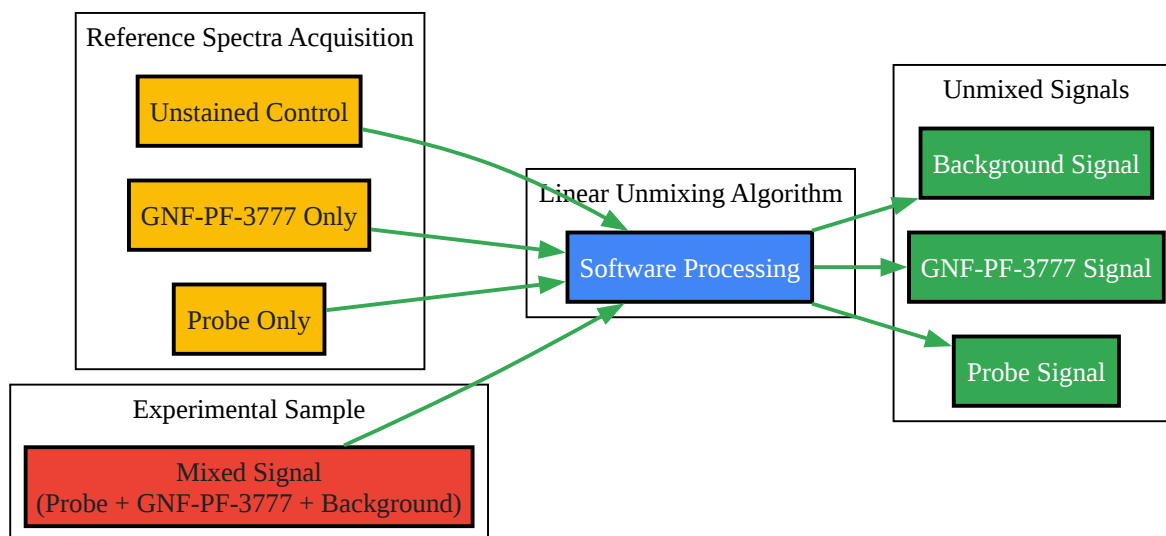 Reference Spectra Acquisition
Unstained Control
GNF-PF-3777 Only
Probe Only
Experimental Sample
Mixed Signal
(Probe + GNF-PF-3777 + Background)
Linear Unmixing Algorithm
Software Processing
Unmixed Signals
Background Signal
GNF-PF-3777 Signal
Probe Signal